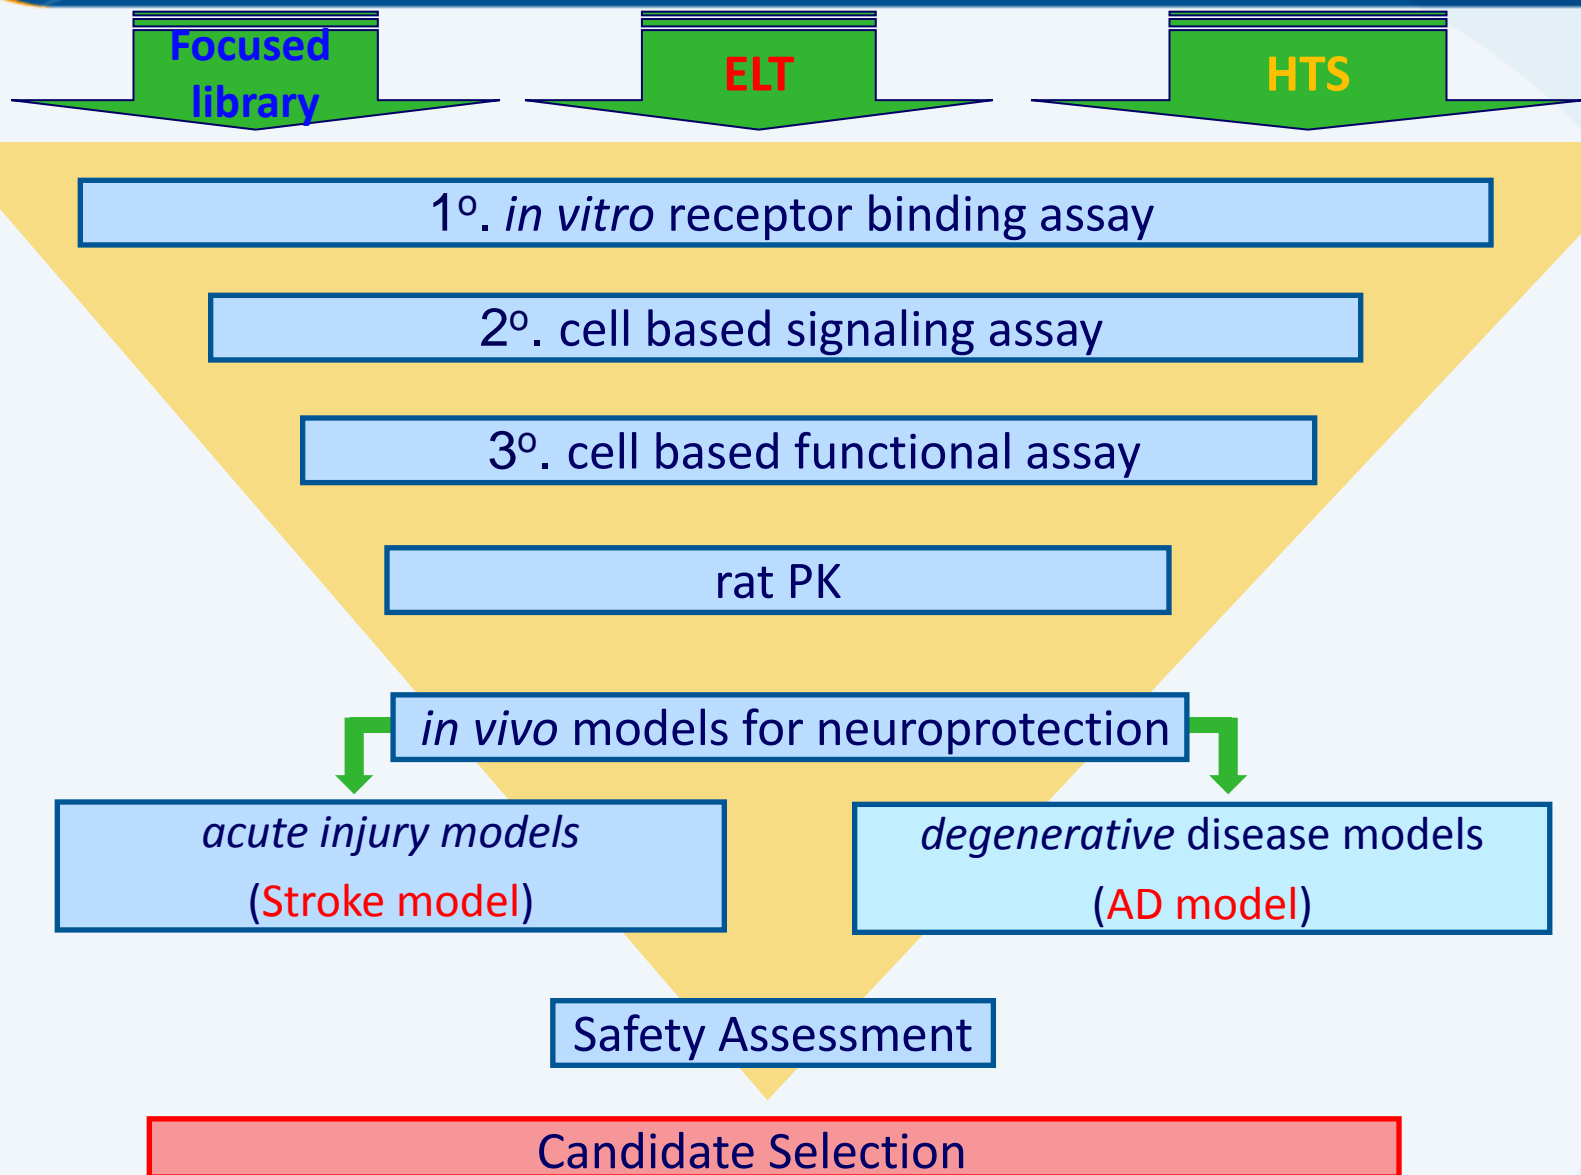 Focused
library
ELT
HTS
1º. in vitro receptor binding assay
2º. cell based signaling assay
3º. cell based functional assay
rat PK
in vivo models for neuroprotection
acute injury models
(Stroke model)
degenerative disease models
(AD model)
Safety Assessment
Candidate Selection